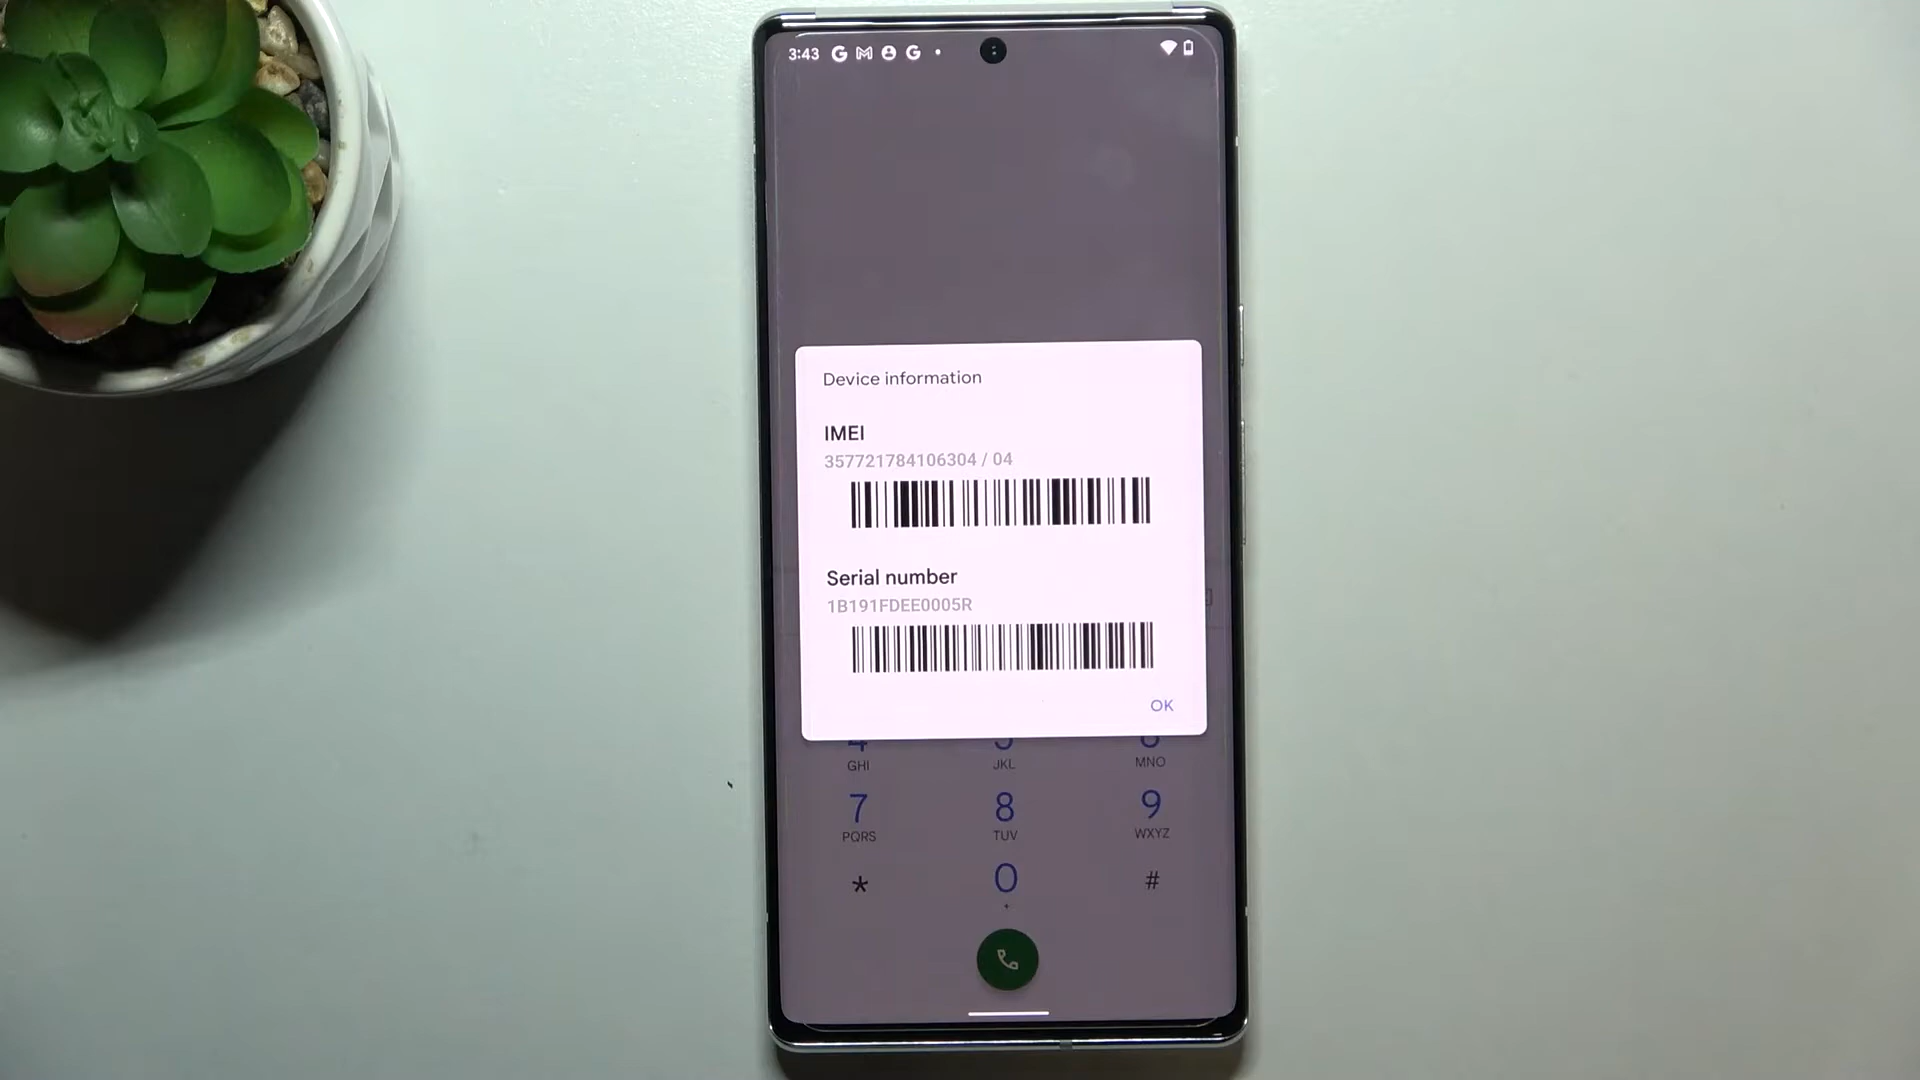 3:43
Device information
IMEI
357721784106304 / 04
Serial number
1B191FDEE0005R
OK
GHI JKL MNO
7 8 9
PQRS TUV WXYZ
* 0 #
+